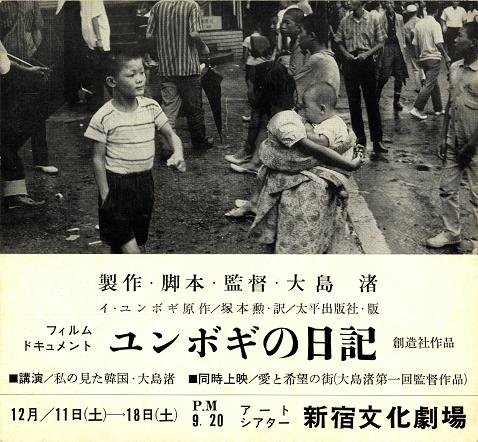 製作・脚本・監督・大島 渚
イ・ユンボギ原作/塚本勲・訳/太平出版社・版
フィルム
ドキュメント
ユンボギの日記
創造社作品
■講演/私の見た韓国・大島渚 ■同時上映/愛と希望の街(大島渚第一回監督作品)
12月/11日(土)→18日(土)
P.M
9.20
アート
シアター
新宿文化劇場